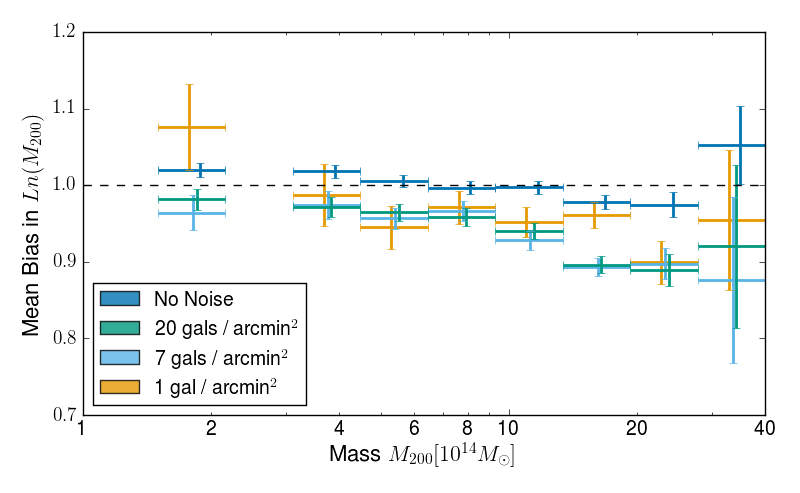 1.2
1.1
1.0
0.9
0.8
0.7
Mean Bias in Ln(M₂₀₀)
No Noise
20 gals / arcmin²
7 gals / arcmin²
1 gal / arcmin²
1 2 4 6 8 10 20 40
Mass M₂₀₀[10¹⁴M☉]